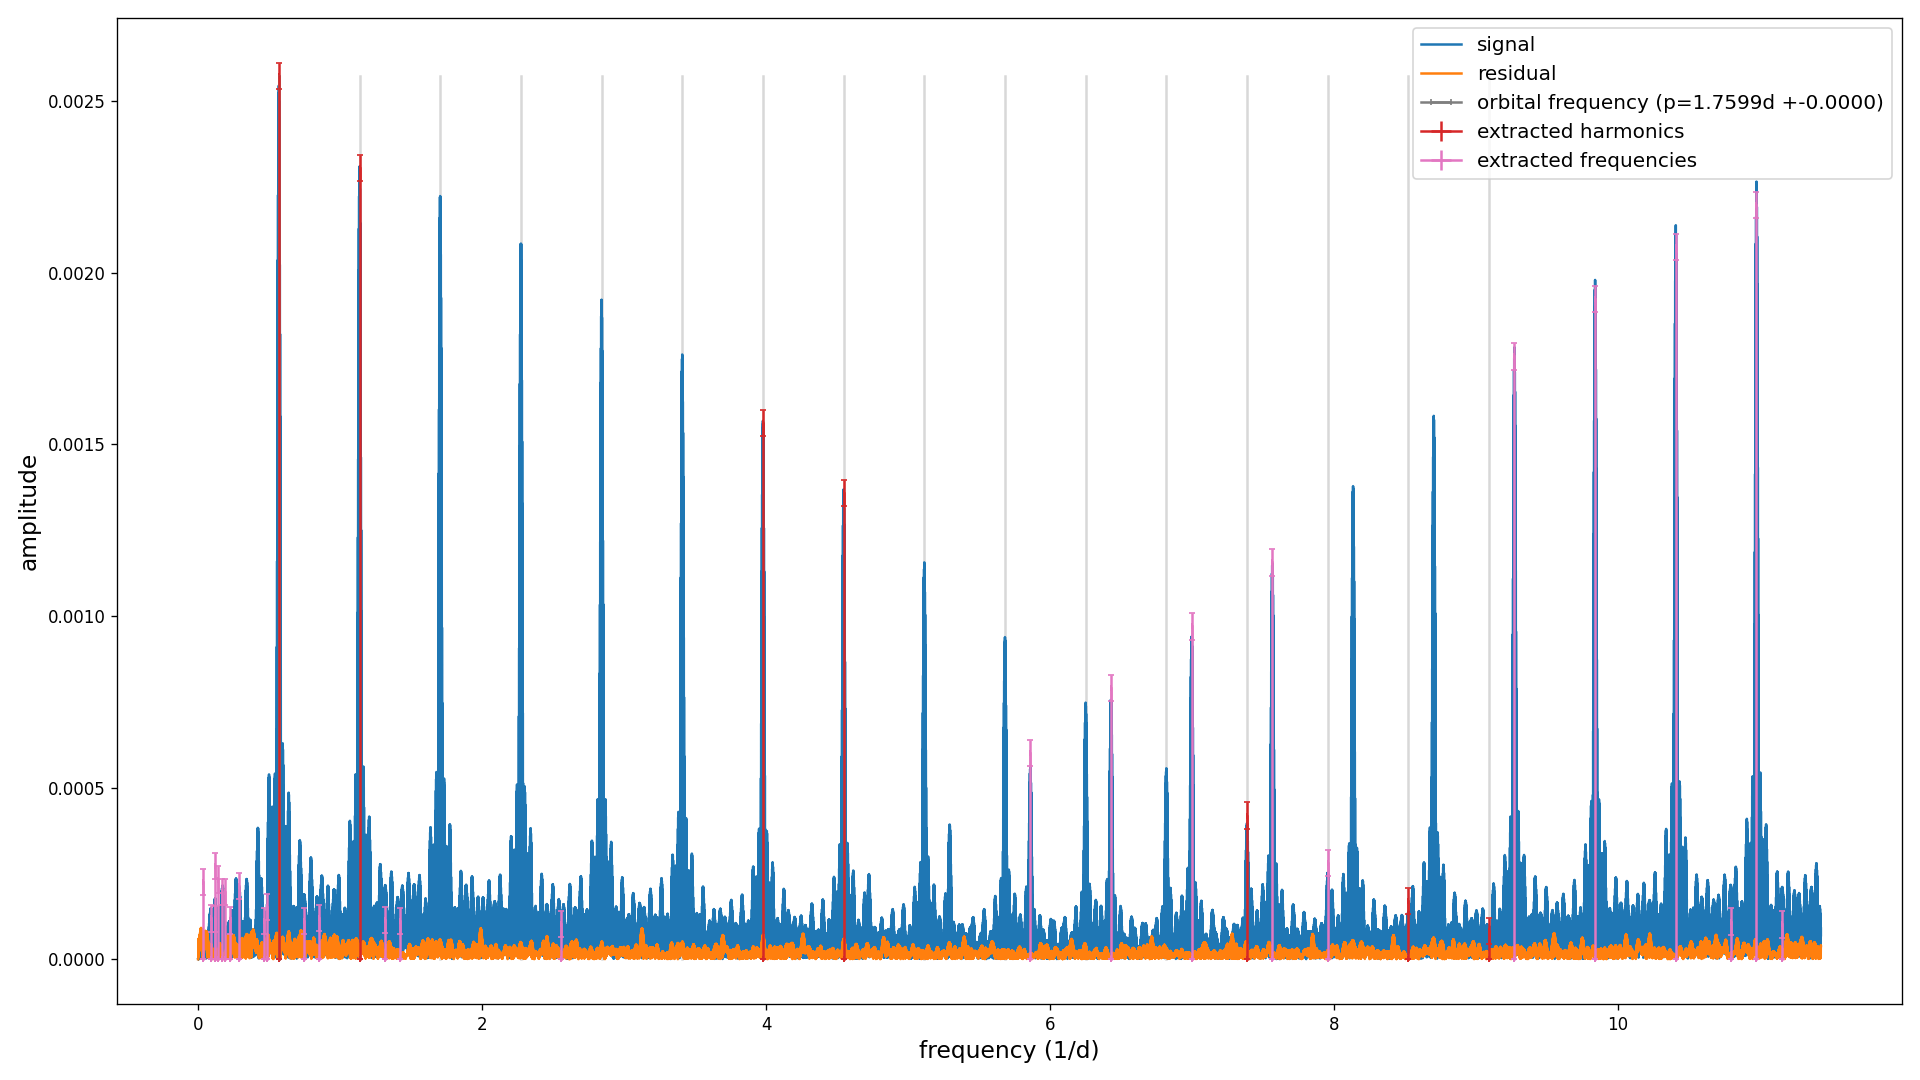 signal
residual
orbital frequency (p=1.7599d +-0.0000)
extracted harmonics
extracted frequencies
0.0025
0.0020
0.0015
0.0010
0.0005
0.0000
amplitude
0 2 4 6 8 10
frequency (1/d)